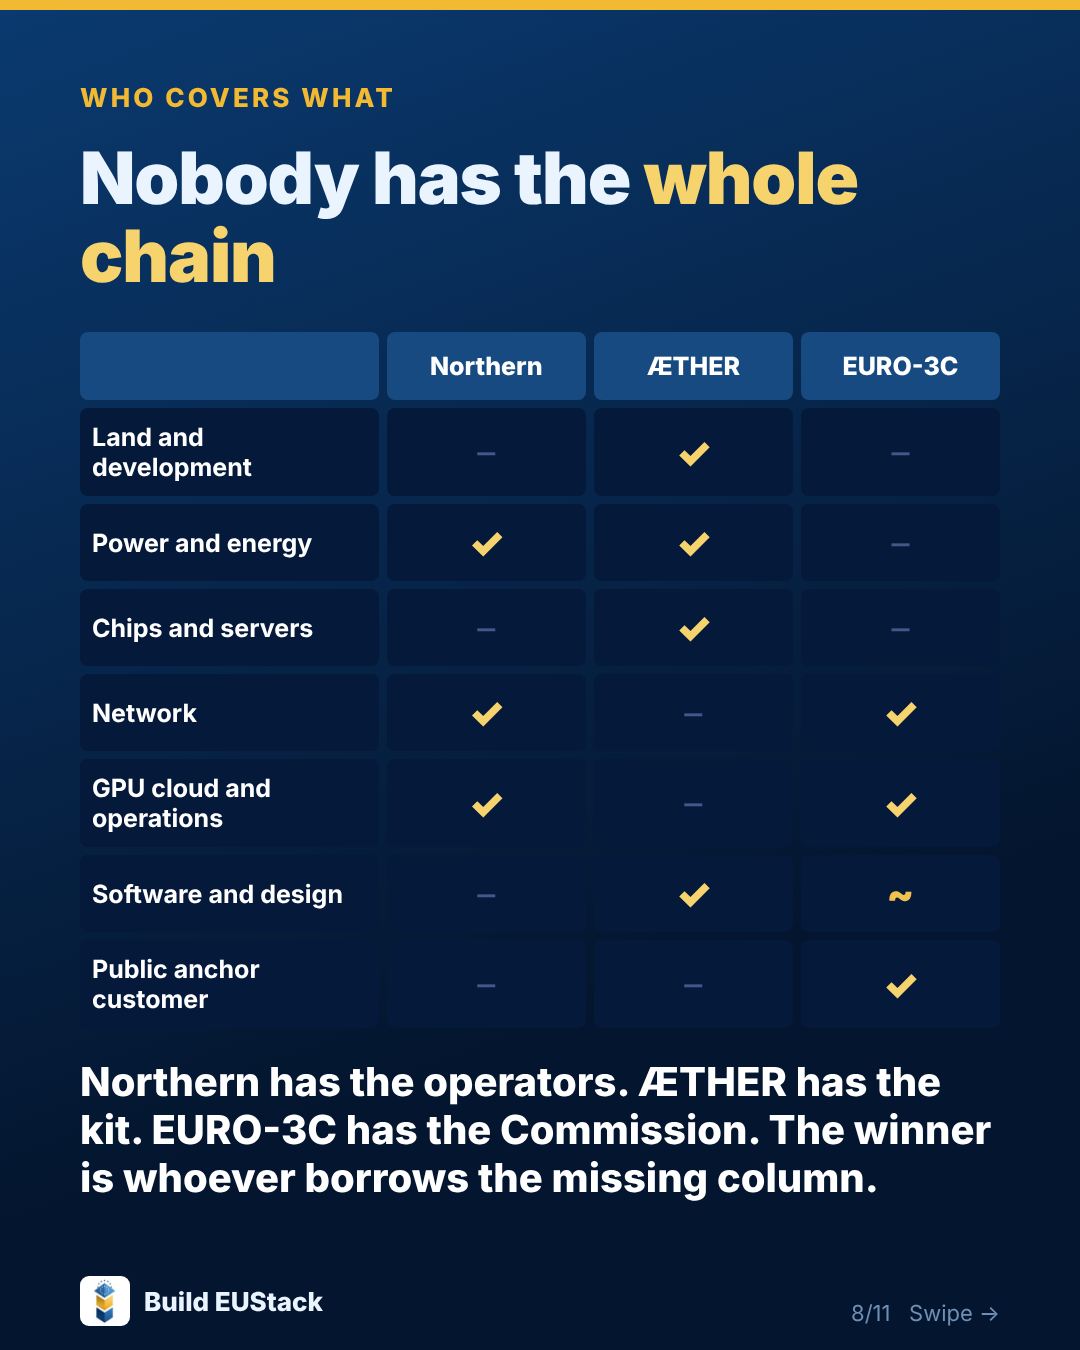 WHO COVERS WHAT
Nobody has the whole
chain
Northern ÆTHER EURO-3C
Land and
development – ✓ –
Power and energy ✓ ✓ –
Chips and servers – ✓ –
Network ✓ – ✓
GPU cloud and
operations ✓ – ✓
Software and design – ✓ ~
Public anchor
customer – – ✓
Northern has the operators. ÆTHER has the
kit. EURO-3C has the Commission. The winner
is whoever borrows the missing column.
Build EUStack
8/11 Swipe →